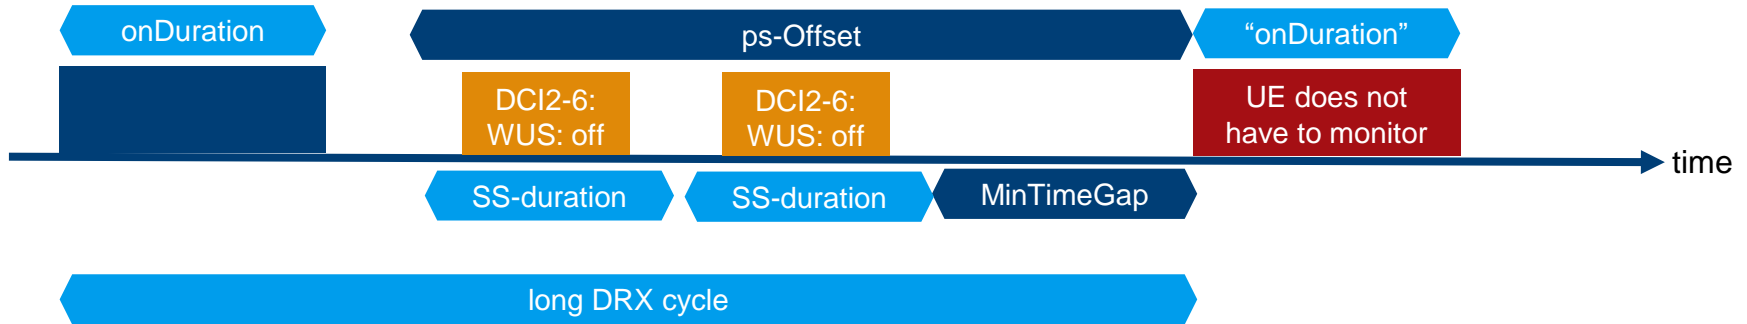 onDuration
ps-Offset
“onDuration”
DCI2-6:
WUS: off
DCI2-6:
WUS: off
UE does not
have to monitor
time
SS-duration
SS-duration
MinTimeGap
long DRX cycle